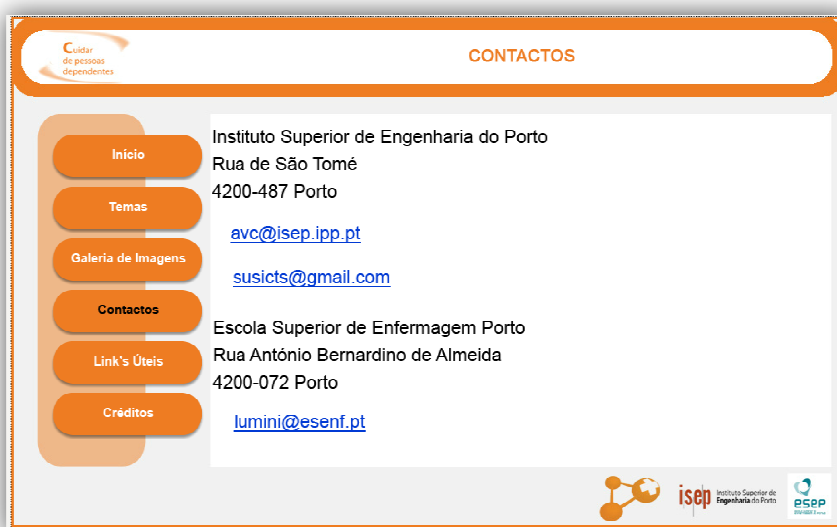 Cuidar
de pessoas
dependentes
CONTACTOS
Início
Temas
Galeria de Imagens
Contactos
Link's Úteis
Créditos
Instituto Superior de Engenharia do Porto
Rua de São Tomé
4200-487 Porto
avc@isep.ipp.pt
susicts@gmail.com
Escola Superior de Enfermagem Porto
Rua António Bernardino de Almeida
4200-072 Porto
lumini@esenf.pt
isep Instituto Superior de
Engenharia do Porto
esep